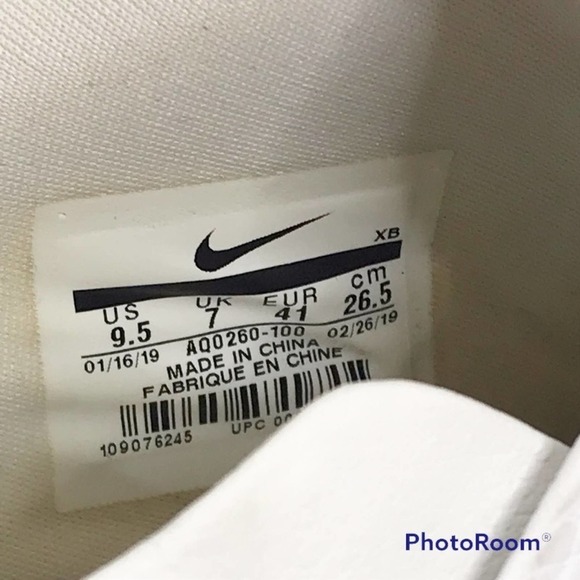 XB
US UK EUR cm
9.5 7 41 26.5
01/16/19 AQ0260-100 02/26/19
MADE IN CHINA
FABRIQUE EN CHINE
109076245 UPC 00
PhotoRoom®